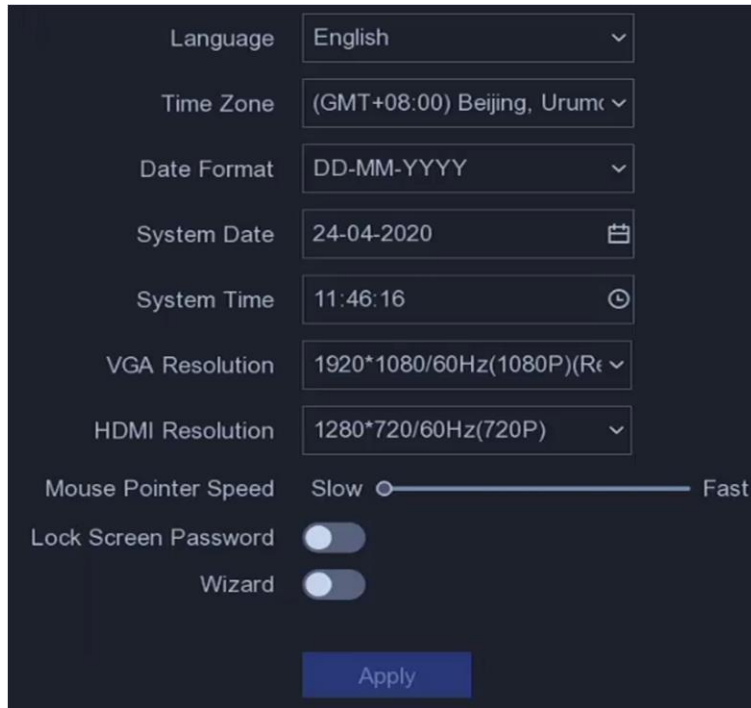 Language English
Time Zone (GMT+08:00) Beijing,
Date Format DD-MM-YYYY
System Date 24-04-2020
System Time 11:46:16
VGA Resolution 1920*1080/60Hz(1080P)(Re
HDMI Resolution 1280*720/60Hz(720P)
Mouse Pointer Speed Slow Fast
Lock Screen Password
Wizard
Apply